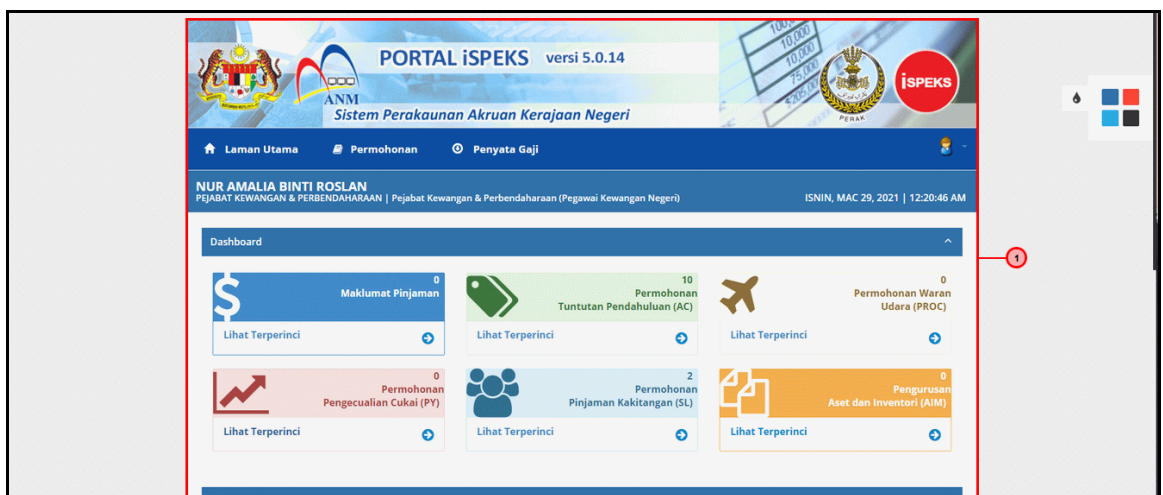 PORTAL iSPEKS versi 5.0.14
ANM
Sistem Perakaunan Akruan Kerajaan Negeri
PERAK
iSPEKS
Laman Utama Permohonan Penyata Gaji
NUR AMALIA BINTI ROSLAN
PEJABAT KEWANGAN & PERBENDAHARAAN | Pejabat Kewangan & Perbendaharaan (Pegawai Kewangan Negeri) ISNIN, MAC 29, 2021 | 12:20:46 AM
Dashboard
1
0
Maklumat Pinjaman
Lihat Terperinci
10
Permohonan
Tuntutan Pendahuluan (AC)
Lihat Terperinci
0
Permohonan Waran
Udara (PROC)
Lihat Terperinci
0
Permohonan
Pengecualian Cukai (PY)
Lihat Terperinci
2
Permohonan
Pinjaman Kakitangan (SL)
Lihat Terperinci
0
Pengurusan
Aset dan Inventori (AIM)
Lihat Terperinci